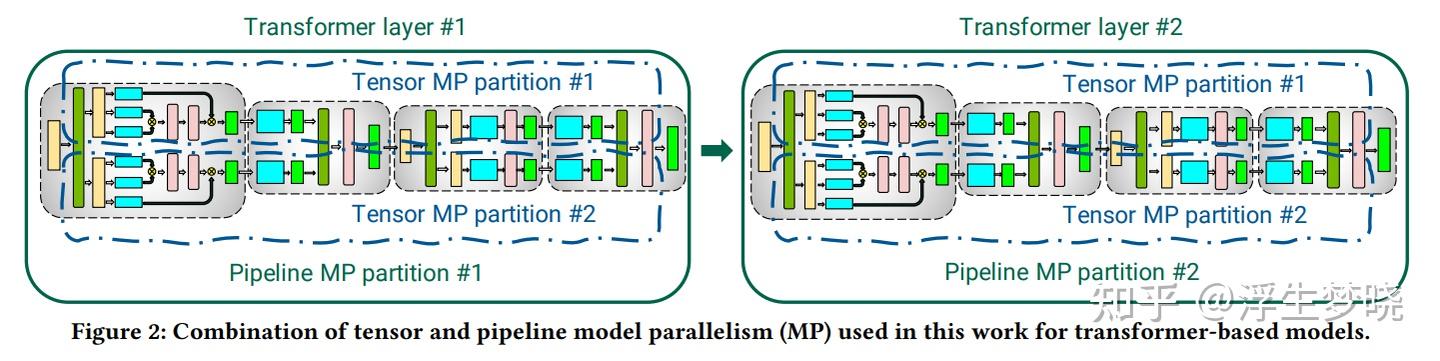 Transformer layer #1
Transformer layer #2
Tensor MP partition #1
Tensor MP partition #1
Tensor MP partition #2
Tensor MP partition #2
Pipeline MP partition #1
Pipeline MP partition #2
知乎 @浮生梦晓
Figure 2: Combination of tensor and pipeline model parallelism (MP) used in this work for transformer-based models.